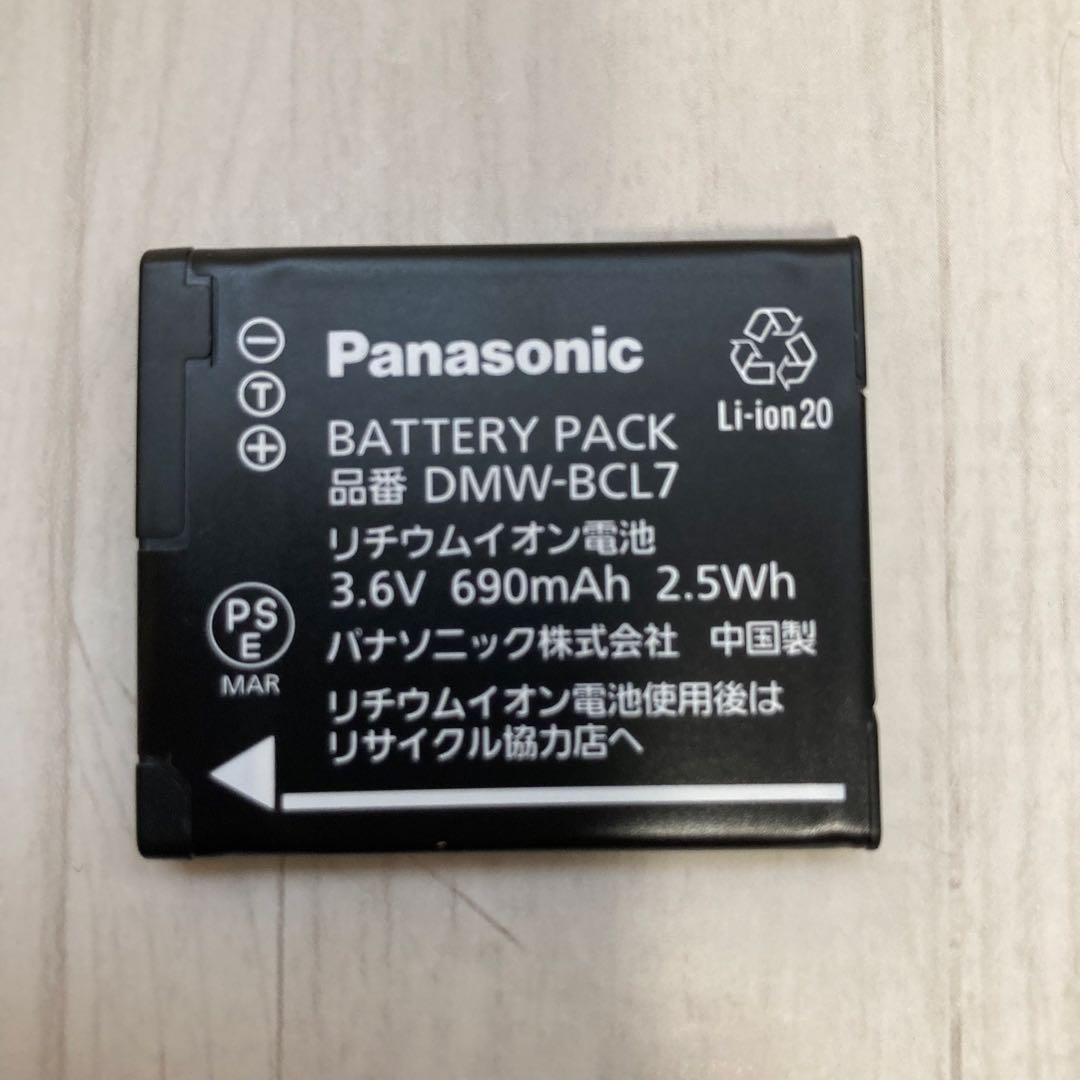 Panasonic
Li-ion20
BATTERY PACK
品番 DMW-BCL7
リチウムイオン電池
3.6V 690mAh 2.5Wh
パナソニック株式会社 中国製
リチウムイオン電池使用後は
リサイクル協力店へ
－
T
＋
PS
E
MAR